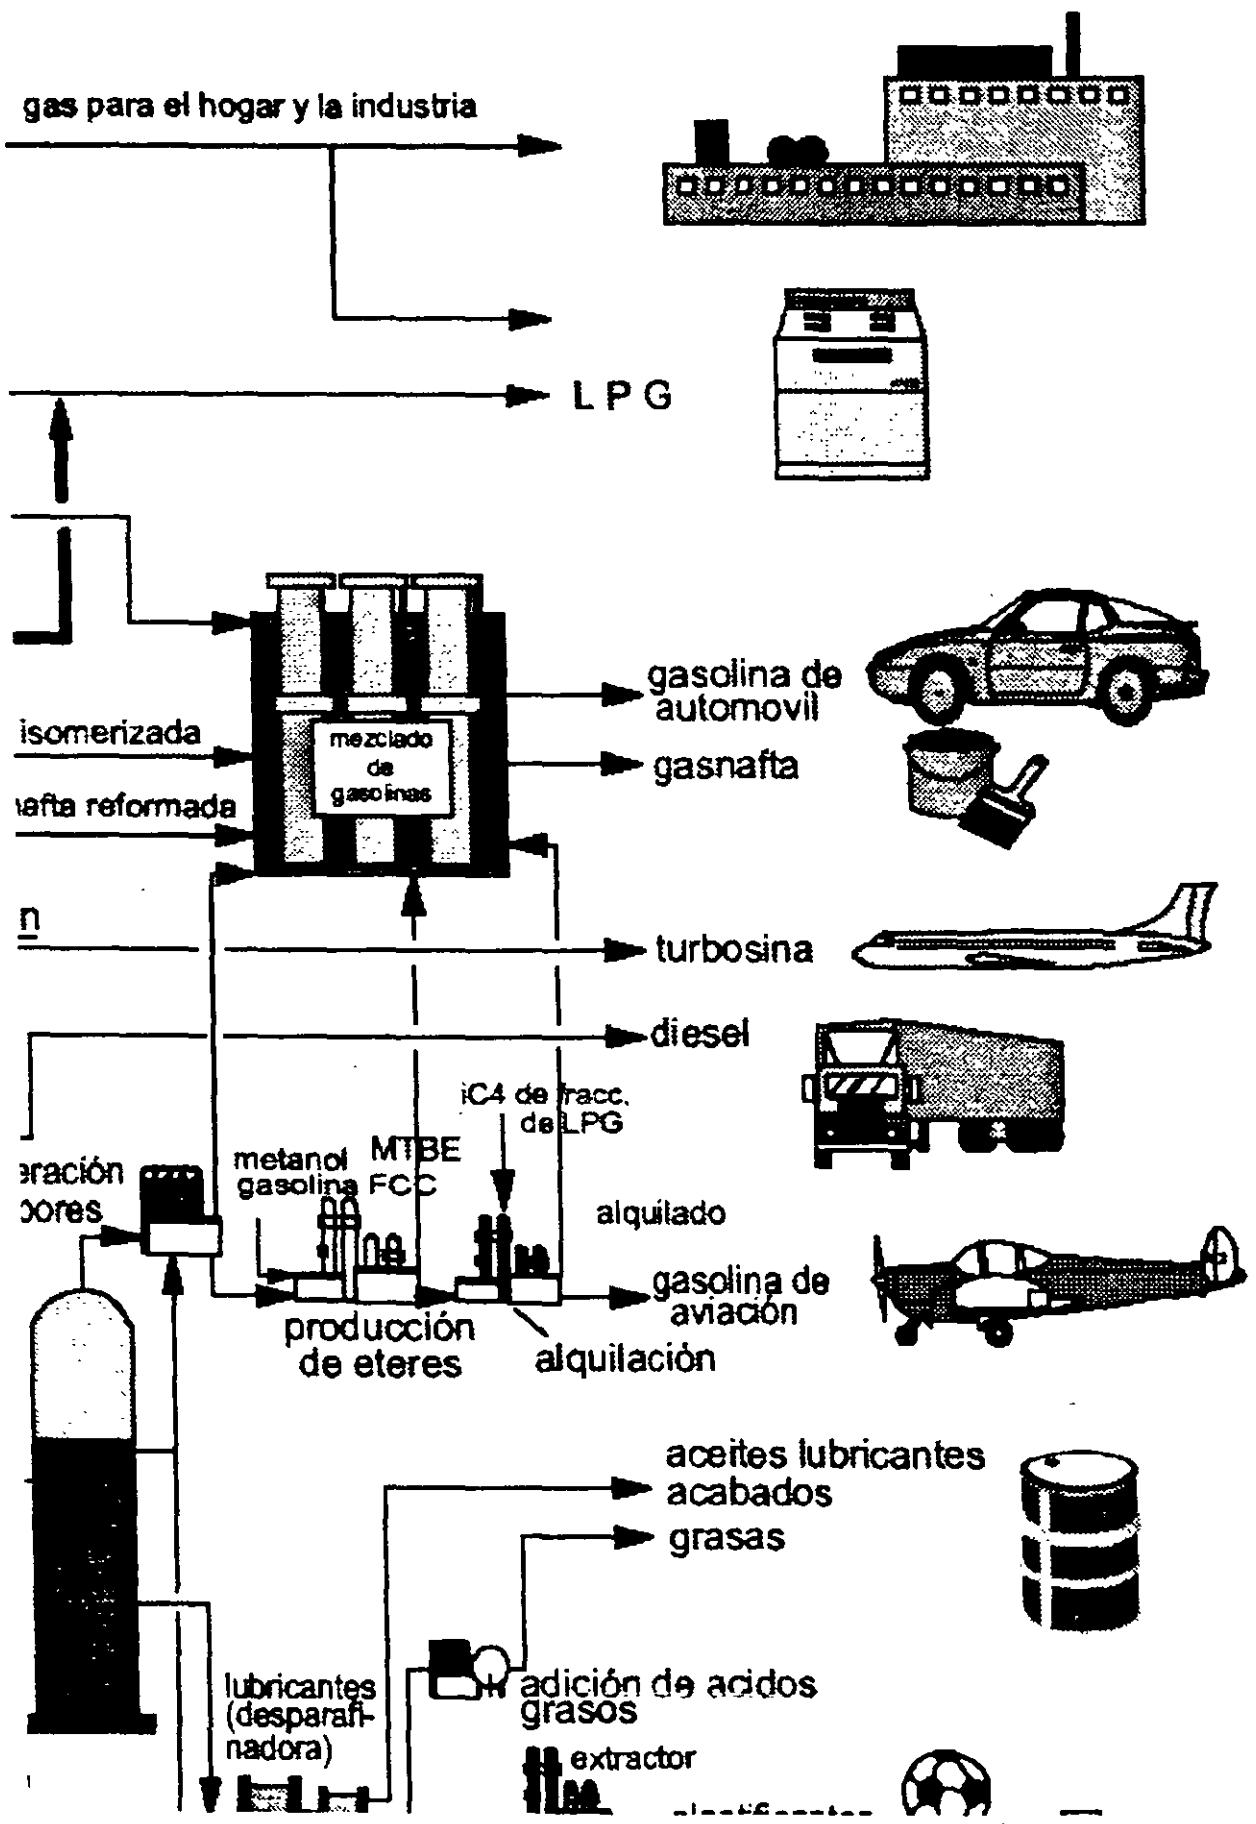 gas para el hogar y la industria
L P G
gasolina de
automovil
isomerizada
mezclado
de
gasolinas
gasnafta
reformada
turbosina
diesel
iC4 de fracc.
de LPG
metanol MTBE
gasolina FCC
alquilado
gasolina de
aviación
producción
de eteres
alquilación
aceites lubricantes
acabados
grasas
adición de acidos
grasos
lubricantes
(desparafi-
nadora)
extractor